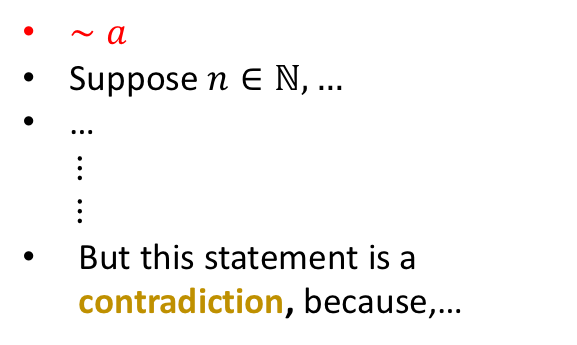 • ~ a
• Suppose n ∈ ℕ, ...
• ...
⋮
⋮
• But this statement is a
contradiction, because,...